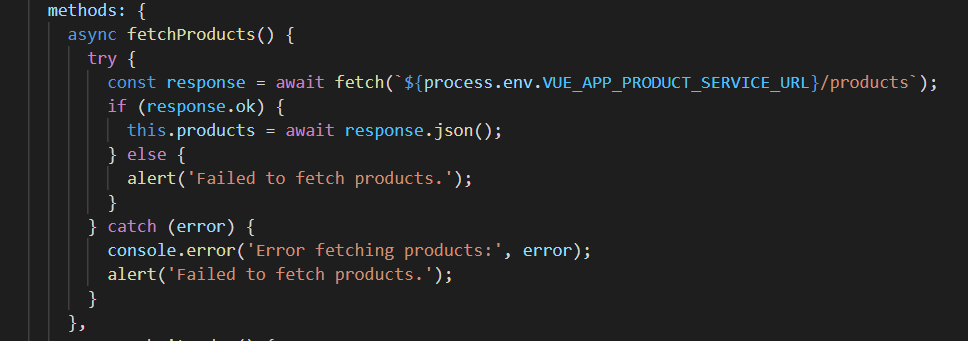 methods: {
async fetchProducts() {
try {
const response = await fetch(`${process.env.VUE_APP_PRODUCT_SERVICE_URL}/products`);
if (response.ok) {
this.products = await response.json();
} else {
alert('Failed to fetch products.');
}
} catch (error) {
console.error('Error fetching products:', error);
alert('Failed to fetch products.');
}
},